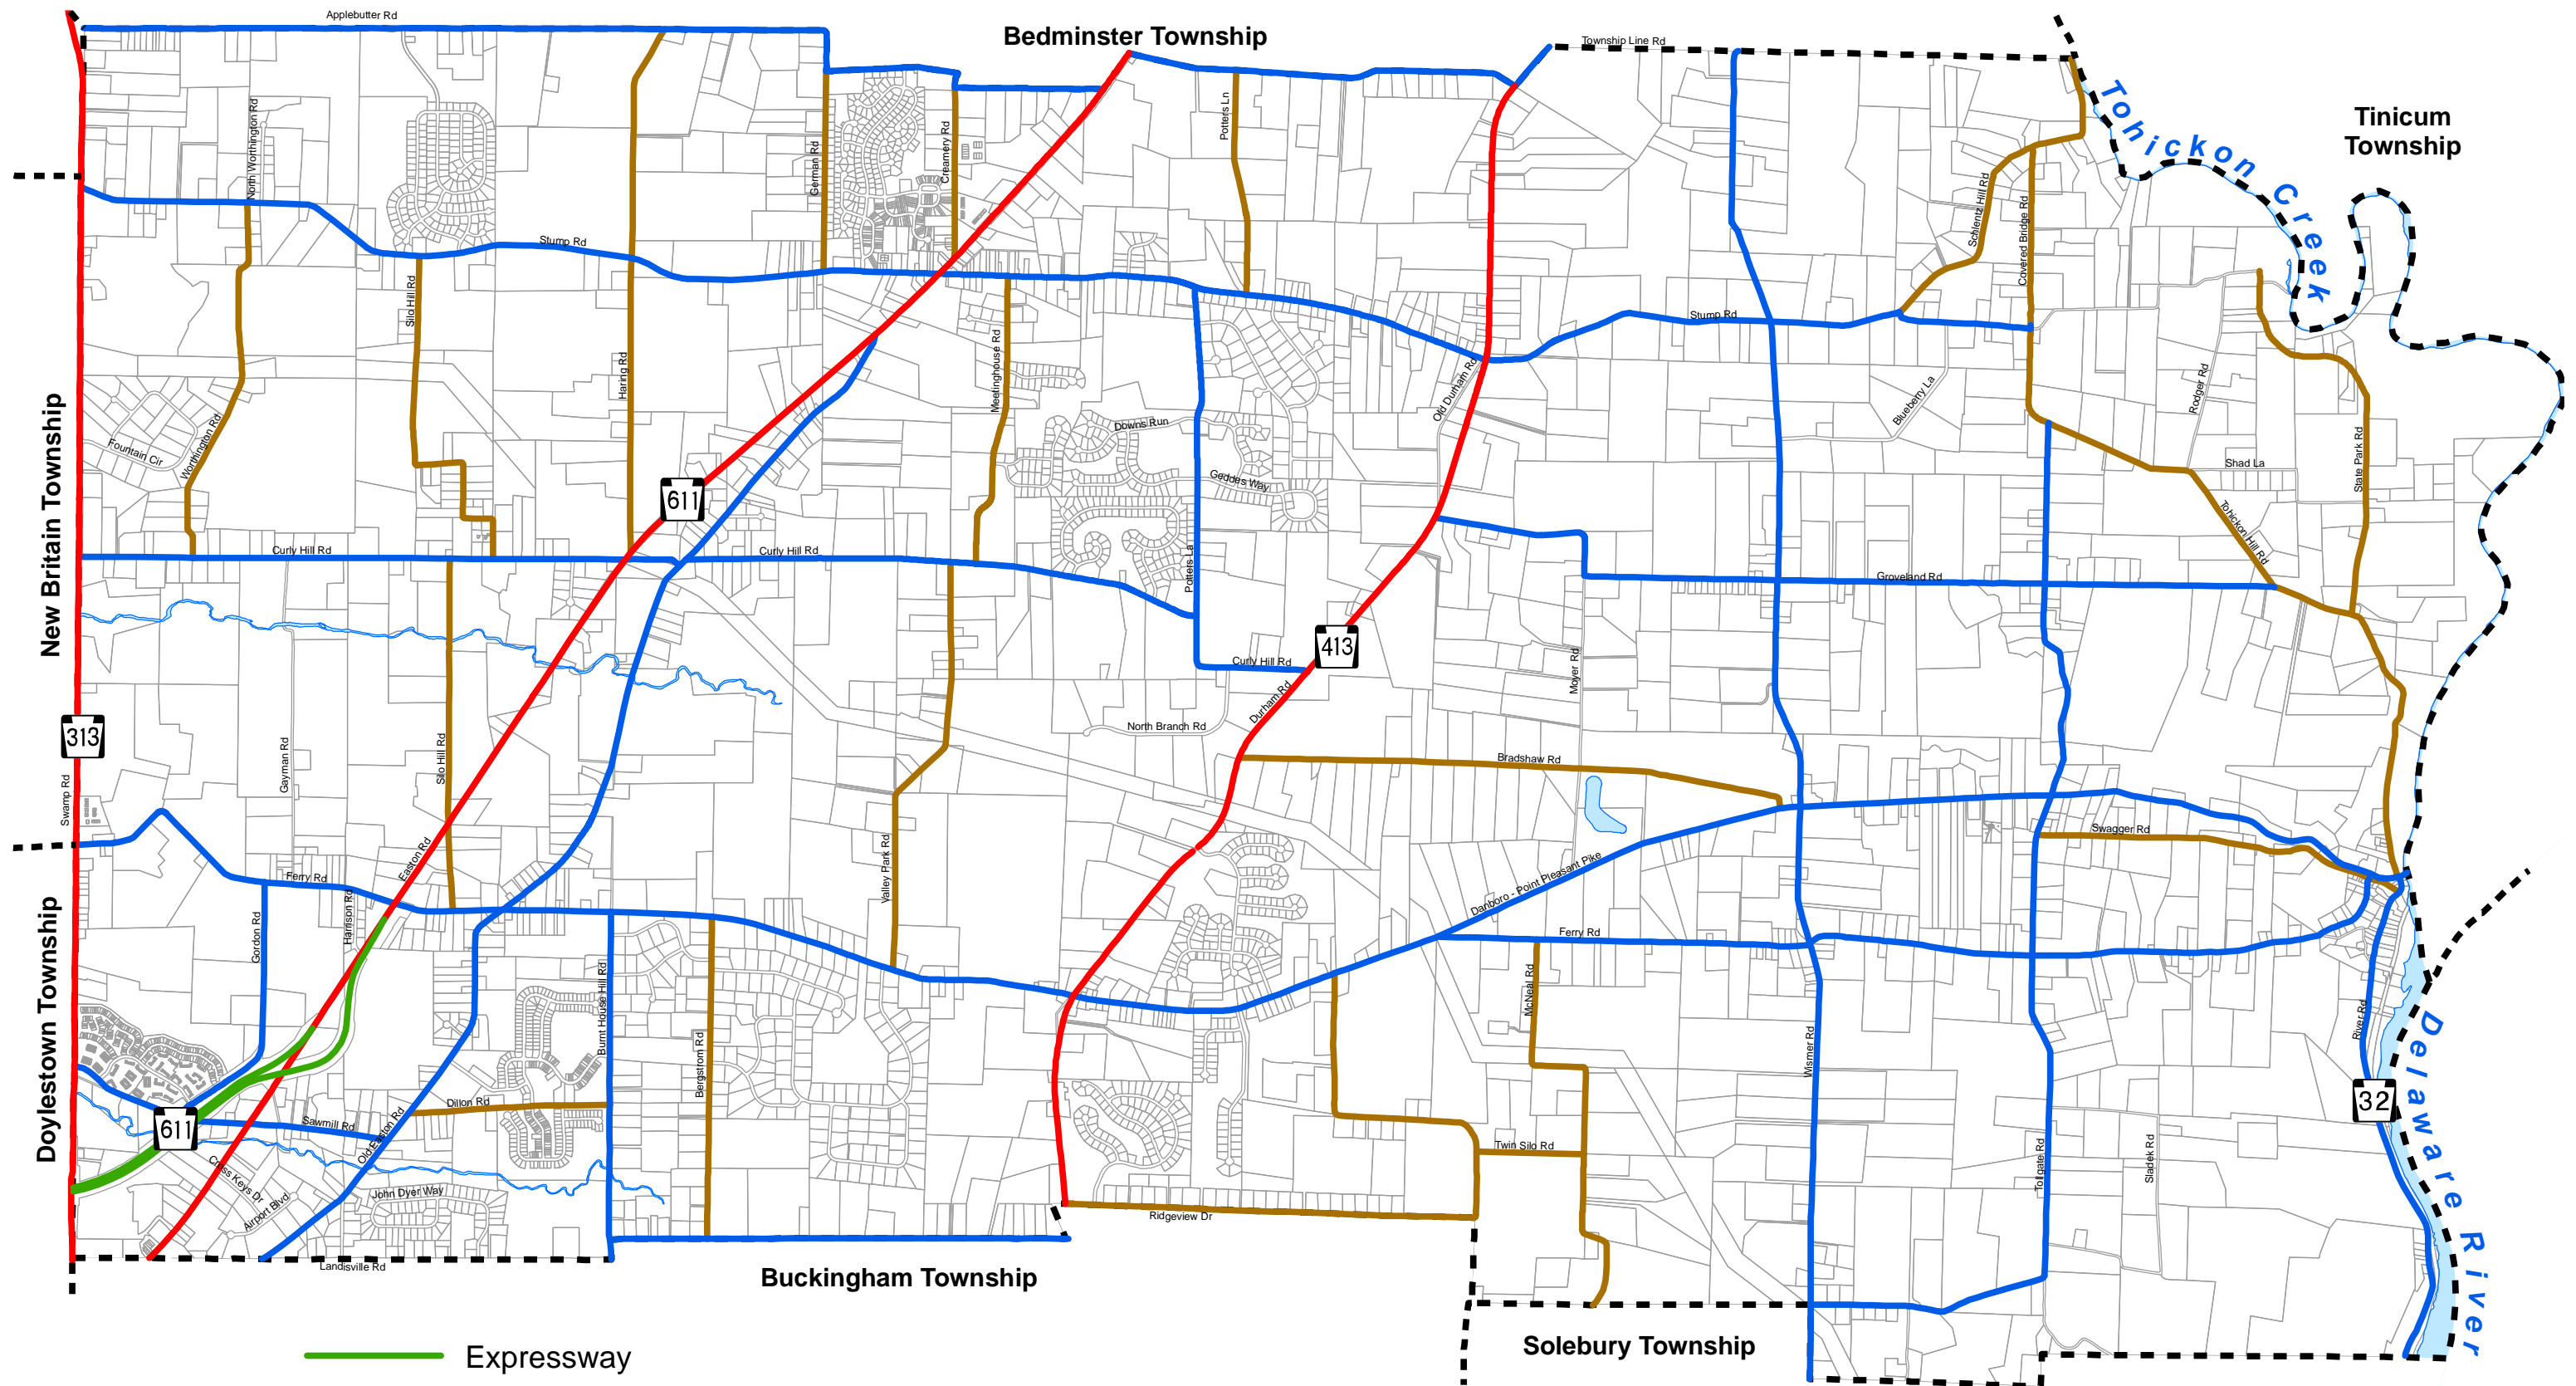 Applebutter Rd
Bedminster Township
Township Line Rd
Tohickon Creek
Tinicum
Township
North Worthington Rd
German Rd
Creamery Rd
Potters Ln
Schlentz Hill Rd
Covered Bridge Rd
Stump Rd
Stump Rd
Silo Hill Rd
Haring Rd
Meetinghouse Rd
Old Durham Rd
Blueberry La
Rodger Rd
State Park Rd
New Britain Township
Fountain Cir
Worthington Rd
Downs Run
Geddes Way
Shad La
Tohickon Hill Rd
611
Curly Hill Rd
Curly Hill Rd
Potters La
Groveland Rd
413
Curly Hill Rd
Durham Rd
North Branch Rd
Moyer Rd
313
Swamp Rd
Gayman Rd
Silo Hill Rd
Bradshaw Rd
Easton Rd
Valley Park Rd
Danboro - Point Pleasant Pike
Swagger Rd
Ferry Rd
Harrison Rd
Gordon Rd
Ferry Rd
Doylestown Township
Burnt House Hill Rd
Bergstrom Rd
McNeal Rd
Wismer Rd
River Rd
Delaware River
32
611
Sawmill Rd
Dillon Rd
Old Easton Rd
Twin Silo Rd
Tollgate Rd
Sladek Rd
Cross Keys Dr
Airport Blvd
John Dyer Way
Ridgeview Dr
Landisville Rd
Buckingham Township
Solebury Township
Expressway